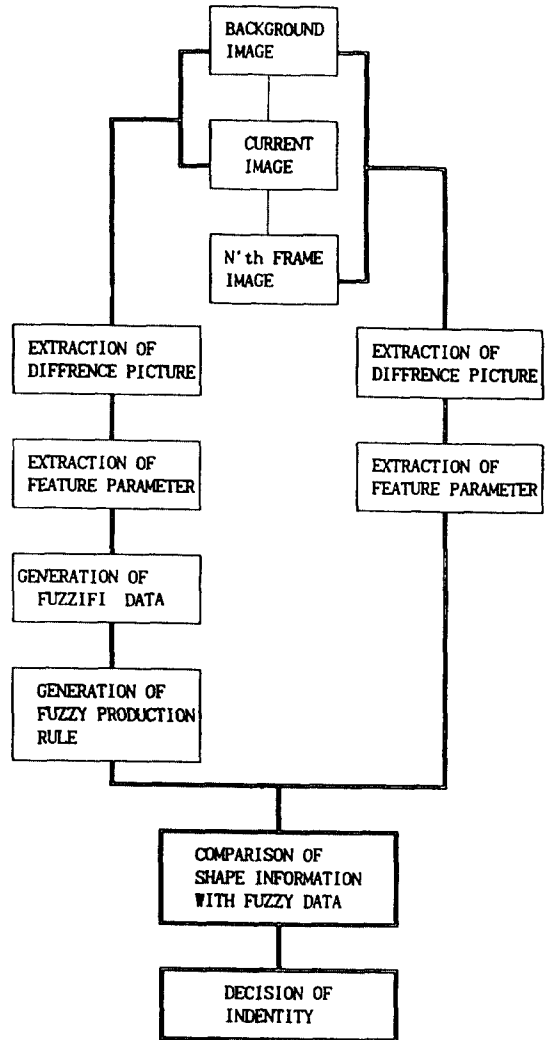 BACKGROUND
IMAGE
CURRENT
IMAGE
N'th FRAME
IMAGE
EXTRACTION OF
DIFFRENCE PICTURE
EXTRACTION OF
FEATURE PARAMETER
GENERATION OF
FUZZIFI DATA
GENERATION OF
FUZZY PRODUCTION
RULE
EXTRACTION OF
DIFFRENCE PICTURE
EXTRACTION OF
FEATURE PARAMETER
COMPARISON OF
SHAPE INFORMATION
WITH FUZZY DATA
DECISION OF
INDENTITY